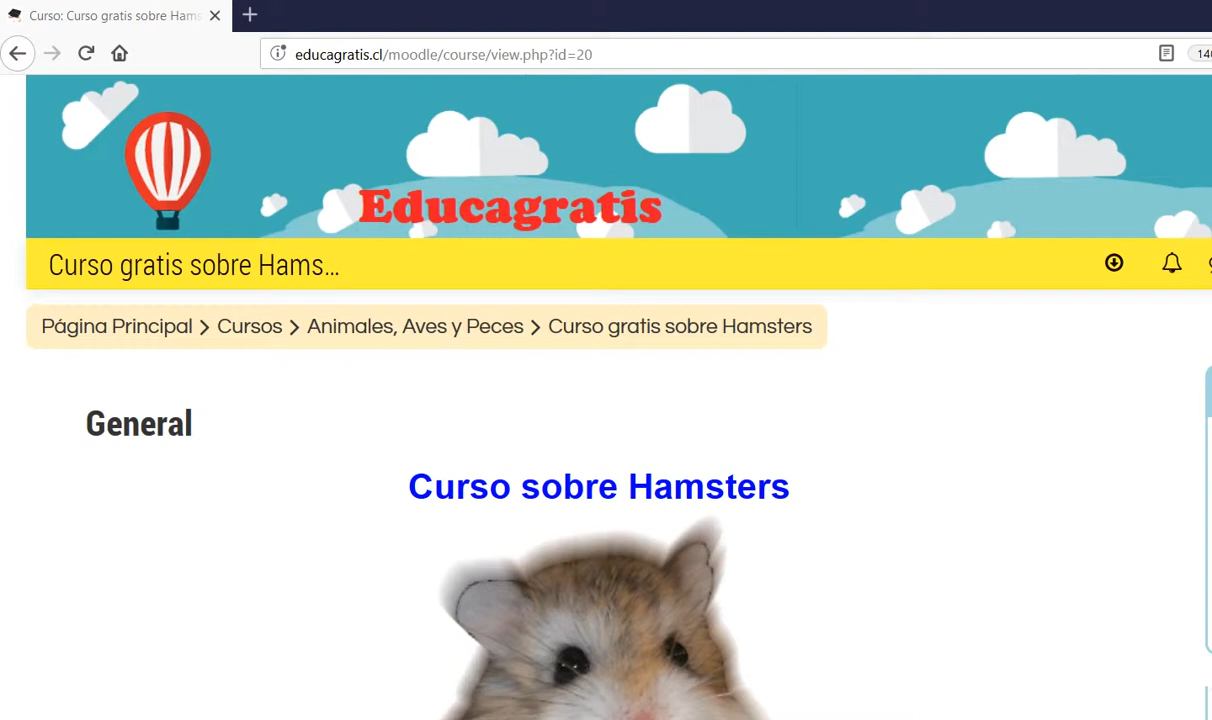 Curso: Curso gratis sobre Hams
educagratis.cl/moodle/course/view.php?id=20
Educagratis
Curso gratis sobre Hams...
Página Principal > Cursos > Animales, Aves y Peces > Curso gratis sobre Hamsters
General
Curso sobre Hamsters